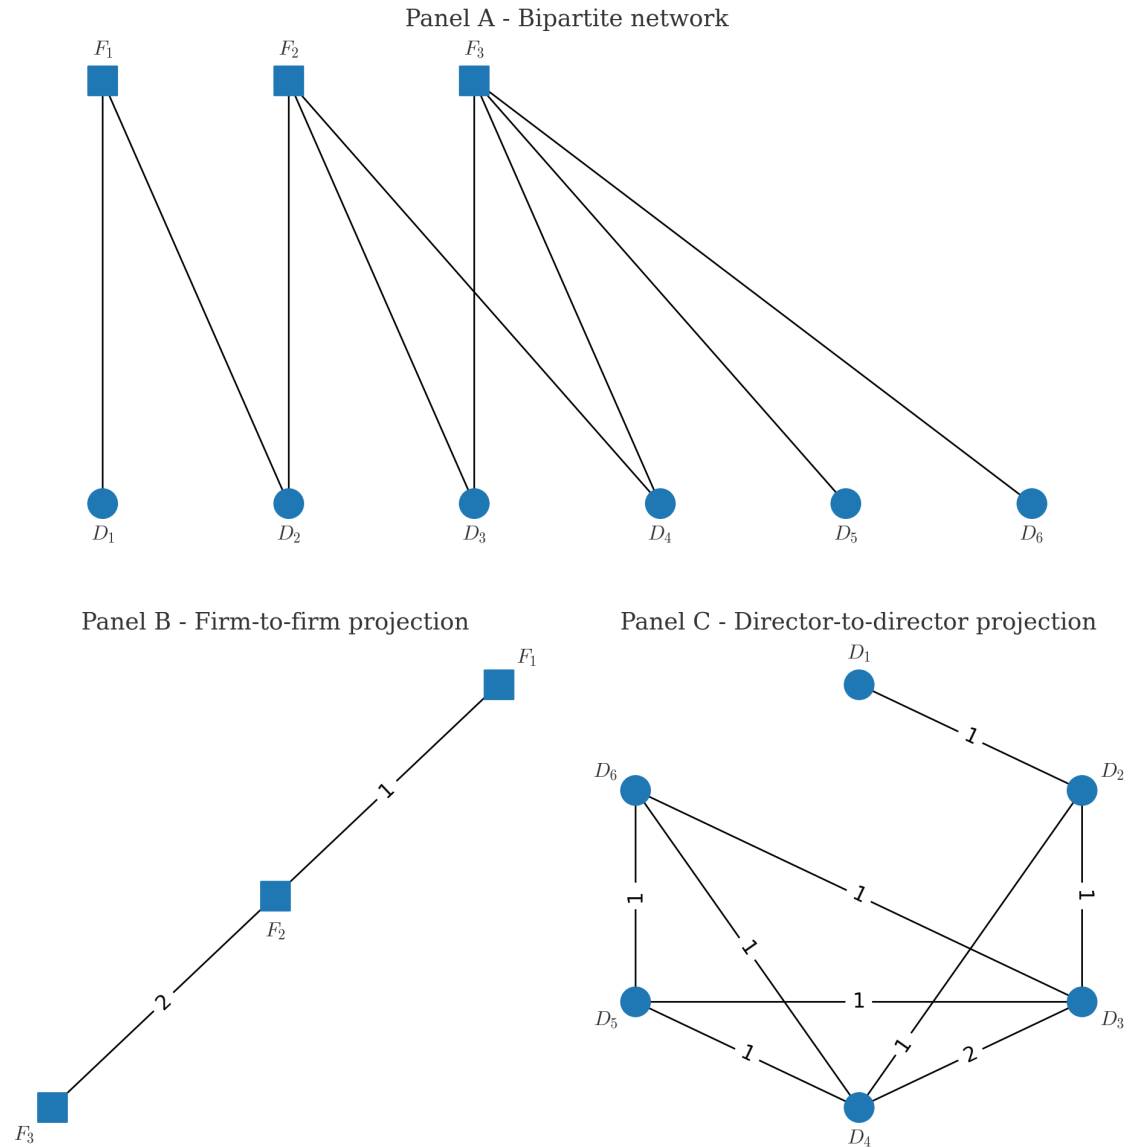 Panel A - Bipartite network
F₁ F₂ F₃
D₁ D₂ D₃ D₄ D₅ D₆
Panel B - Firm-to-firm projection
F₁
1
F₂
2
F₃
Panel C - Director-to-director projection
D₁
1
D₆ D₂
1 1 1
1
D₅ 1 D₃
1 1 2
D₄